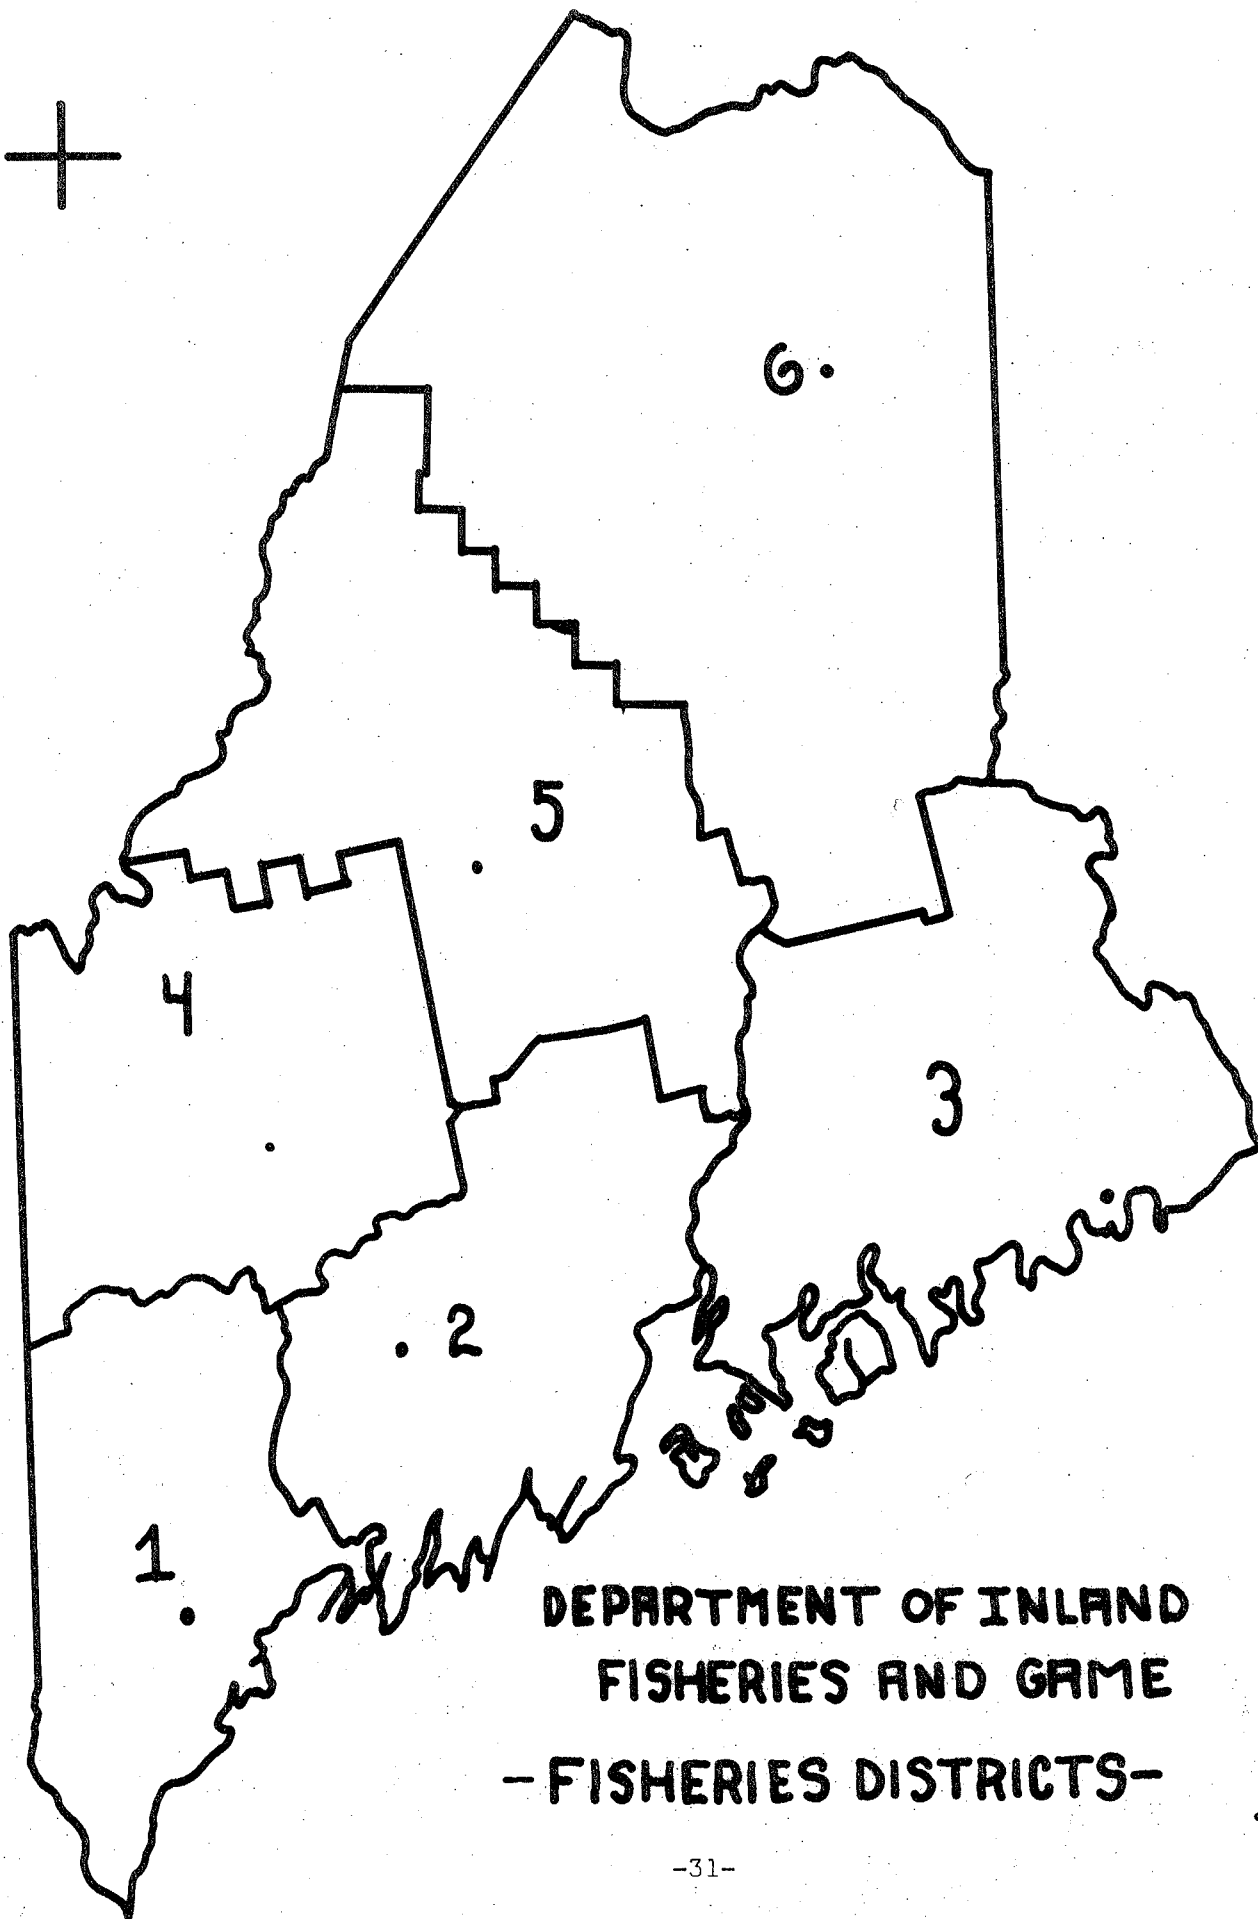 6
5
4
3
2
1
DEPARTMENT OF INLAND
FISHERIES AND GAME
-FISHERIES DISTRICTS-
-31-